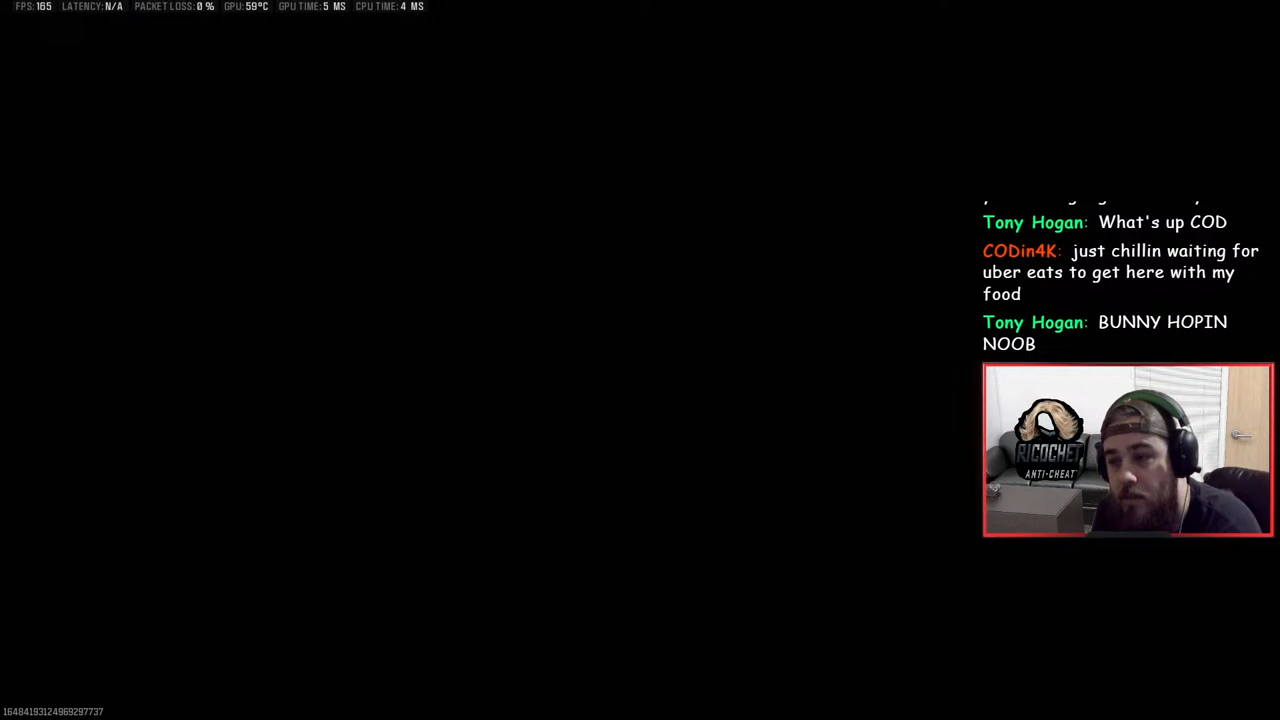 FPS: 165 LATENCY: N/A PACKET LOSS: 0 % GPU: 59°C GPU TIME: 5 MS CPU TIME: 4 MS
Tony Hogan: What's up COD
CODin4K: just chillin waiting for
uber eats to get here with my
food
Tony Hogan: BUNNY HOPIN
NOOB
RICOCHET
ANTI-CHEAT
16484193124969297737